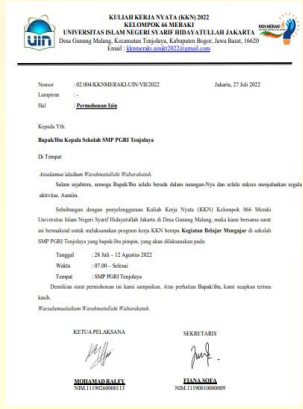 KULIAH KERJA NYATA (KKN) 2022
KELOMPOK 66 MERAKI
UNIVERSITAS ISLAM NEGERI SYARIF HIDAYATULLAH JAKARTA
Desa Gunung Malang, Kecamatan Tenjolaya, Kabupaten Bogor, Jawa Barat, 16620
Email : kknmeraki.uinjkt2022@gmail.com
UIN
Nomor : 02.004/KKNMERAKI-UIN/VII/2022 Jakarta, 27 Juli 2022
Lampiran : -
Hal : Permohonan Izin
Kepada Yth.
Bapak/Ibu Kepala Sekolah SMP PGRI Tenjolaya
Di Tempat
Assalamu'alaikum Warahmatullahi Wabarakatuh.
Salam sejahtera, semoga Bapak/Ibu selalu berada dalam naungan-Nya dan selalu sukses menjalankan segala
aktivitas. Aamiin.
Sehubungan dengan penyelenggaraan Kuliah Kerja Nyata (KKN) Kelompok 066 Meraki
Universitas Islam Negeri Syarif Hidayatullah Jakarta di Desa Gunung Malang, maka kami bersama surat
ini bermaksud untuk melaksanakan program kerja KKN berupa Kegiatan Belajar Mengajar di sekolah
SMP PGRI Tenjolaya yang bapak/ibu pimpin, yang akan dilaksanakan pada:
Tanggal : 28 Juli – 12 Agustus 2022
Waktu : 07.00 – Selesai
Tempat : SMP PGRI Tenjolaya
Demikian surat permohonan ini kami sampaikan. Atas perhatian Bapak/ibu, kami ucapkan terima
kasih.
Wassalamualaikum Warahmatullahi Wabarakatuh.
KETUA PELAKSANA SEKRETARIS
MOHAMAD RALFY FIANA SOFA
NIM.11190260000113 NIM.11190810000009